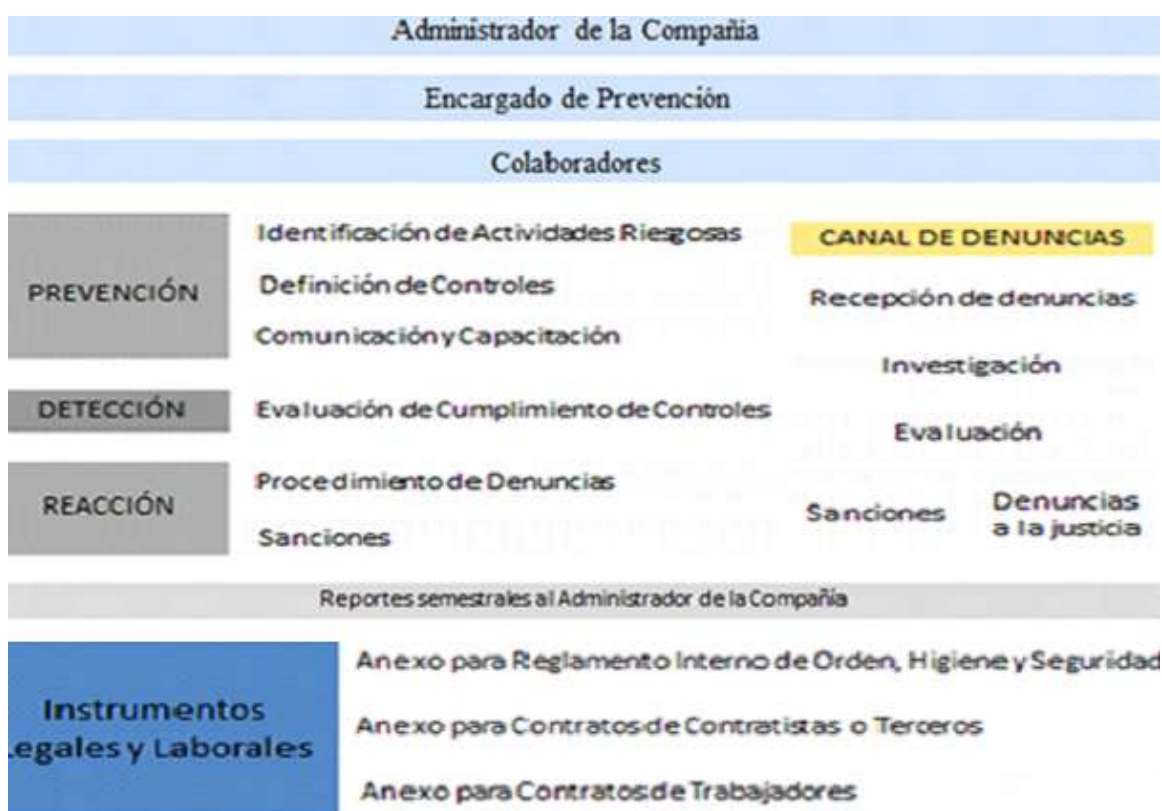 Administrador de la Compañia
Encargado de Prevención
Colaboradores
PREVENCIÓN
Identificación de Actividades Riesgosas
Definición de Controles
Comunicación y Capacitación
DETECCIÓN
Evaluación de Cumplimiento de Controles
REACCIÓN
Procedimiento de Denuncias
Sanciones
CANAL DE DENUNCIAS
Recepción de denuncias
Investigación
Evaluación
Sanciones
Denuncias
a la justicia
Reportes semestrales al Administrador de la Compañía
Instrumentos
Legales y Laborales
Anexo para Reglamento Interno de Orden, Higiene y Seguridad
Anexo para Contratos de Contratistas o Terceros
Anexo para Contratos de Trabajadores